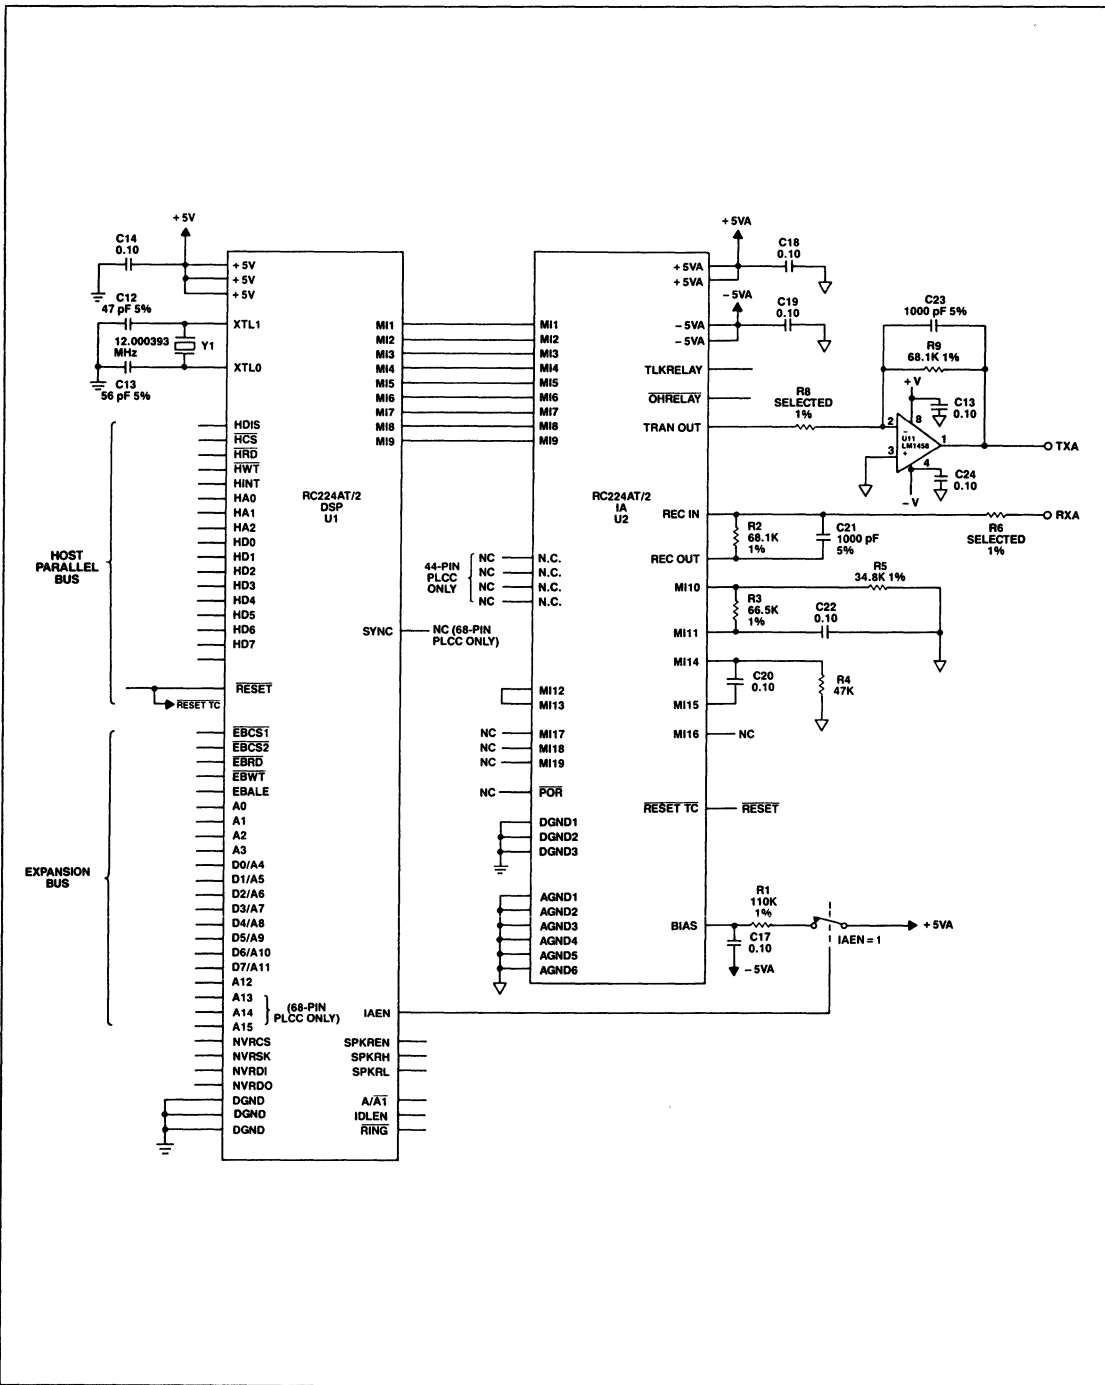 + 5V
C14
0.10
+ 5V
+ 5V
+ 5V
C12
47 pF 5%
XTL1
12.000393
MHz
Y1
XTL0
C13
56 pF 5%
MI1
MI2
MI3
MI4
MI5
MI6
MI7
MI8
MI9
HDIS
HCS
HRD
HWT
HINT
HA0
HA1
HA2
HD0
HD1
HD2
HD3
HD4
HD5
HD6
HD7
HOST
PARALLEL
BUS
RC224AT/2
DSP
U1
SYNC
NC (68-PIN
PLCC ONLY)
RESET
RESET TC
EBCS1
EBCS2
EBRD
EBWT
EBALE
A0
A1
A2
A3
D0/A4
D1/A5
D2/A6
D3/A7
D4/A8
D5/A9
D6/A10
D7/A11
A12
A13
A14
A15
EXPANSION
BUS
(68-PIN
PLCC ONLY)
IAEN
NVRCS
NVRSK
NVRDI
NVRDO
DGND
DGND
DGND
SPKREN
SPKRH
SPKRL
A/A1
IDLEN
RING
MI1
MI2
MI3
MI4
MI5
MI6
MI7
MI8
MI9
RC224AT/2
IA
U2
44-PIN
PLCC
ONLY
NC N.C.
NC N.C.
NC N.C.
NC N.C.
MI12
MI13
NC MI17
NC MI18
NC MI19
NC POR
DGND1
DGND2
DGND3
AGND1
AGND2
AGND3
AGND4
AGND5
AGND6
+ 5VA
+ 5VA
+ 5VA
C18
0.10
- 5VA
- 5VA
- 5VA
C19
0.10
TLKRELAY
OHRELAY
TRAN OUT
R8
SELECTED
1%
C23
1000 pF 5%
R9
68.1K 1%
+ V
8
C13
0.10
2
-
U11
LM1458
+
3
1
4
C24
0.10
- V
TXA
REC IN
R2
68.1K
1%
C21
1000 pF
5%
R6
SELECTED
1%
RXA
REC OUT
R5
34.8K 1%
MI10
R3
66.5K
1%
C22
0.10
MI11
MI14
C20
0.10
R4
47K
MI15
MI16 NC
RESET TC RESET
BIAS
R1
110K
1%
C17
0.10
- 5VA
IAEN = 1
+ 5VA